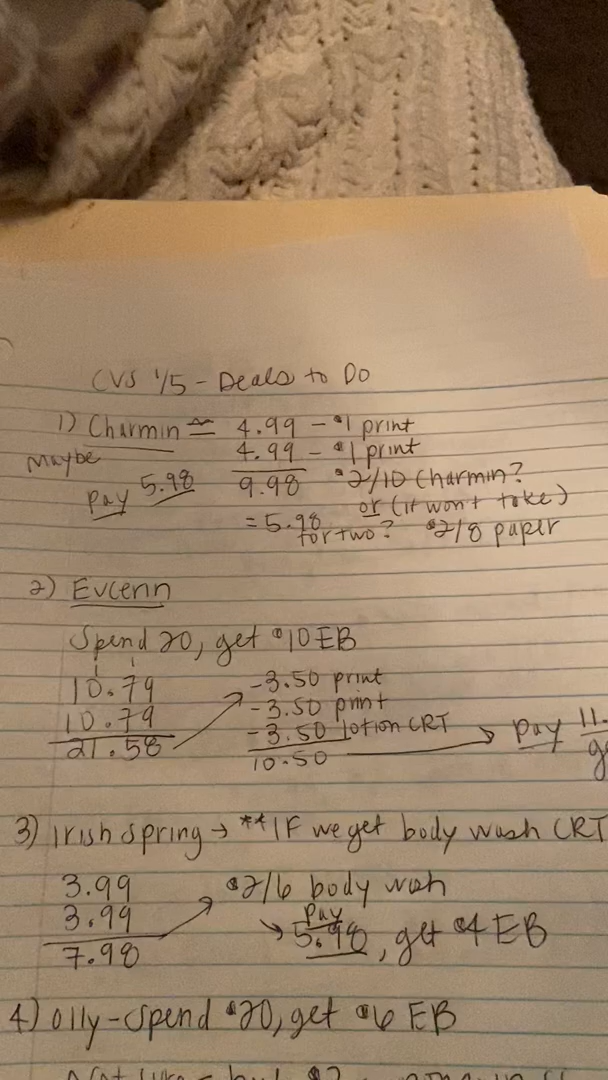 CVS 1/5 - Deals to Do
1) Charmin = 4.99 - $1 print
Maybe 4.99 - $1 print
pay 5.98 9.98 $2/10 Charmin?
or (it won't take)
= 5.98 for two? $2/8 paper
2) Evcerin
Spend 20, get $10 EB
10.79 -3.50 print
10.79 -3.50 print
21.58 -3.50 lotion CRT
10.50 → pay 11.
3) Irish Spring → **IF we get body wash CRT
3.99 $2/6 body wash
3.99 pay
7.98 → 5.98, get $4 EB
4) Olly - Spend $20, get $6 EB